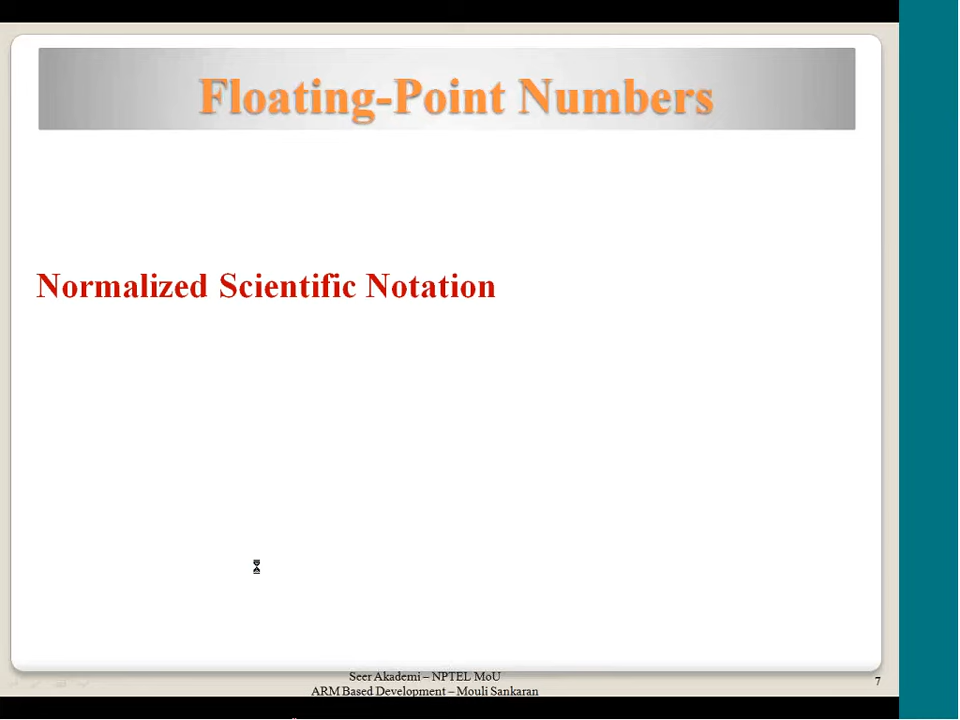 Floating-Point Numbers
Normalized Scientific Notation
Seer Akademi – NPTEL MoU
ARM Based Development – Mouli Sankaran
7